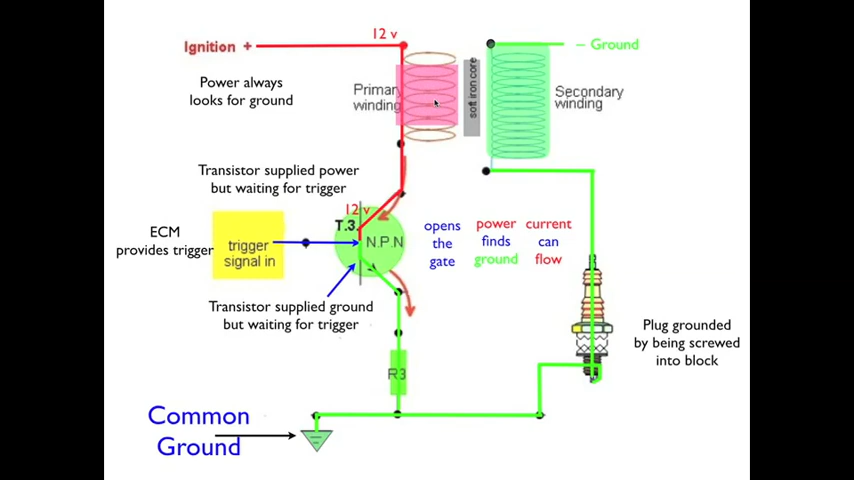 12 v
Ignition +
− Ground
Power always
looks for ground
Primary
winding
soft iron core
Secondary
winding
Transistor supplied power
but waiting for trigger
12 v
T.3
N.P.N
ECM
provides trigger
trigger
signal in
opens
the
gate
power
finds
ground
current
can
flow
Transistor supplied ground
but waiting for trigger
Plug grounded
by being screwed
into block
R3
Common
Ground